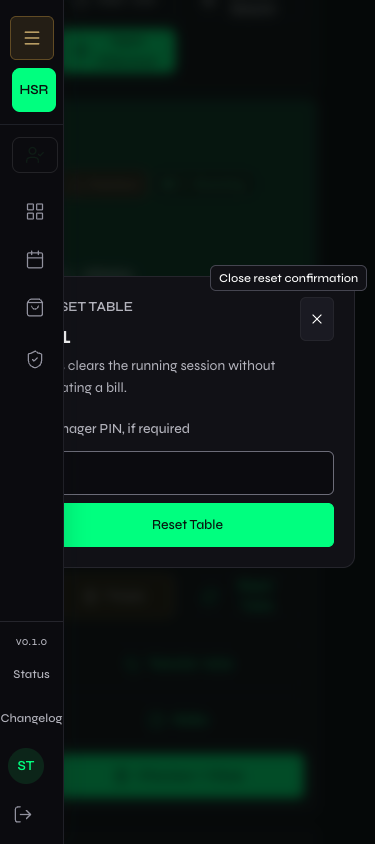 HSR
Close reset confirmation
SET TABLE
clears the running session without
ating a bill.
nager PIN, if required
Reset Table
v0.1.0
Status
Changelog
ST